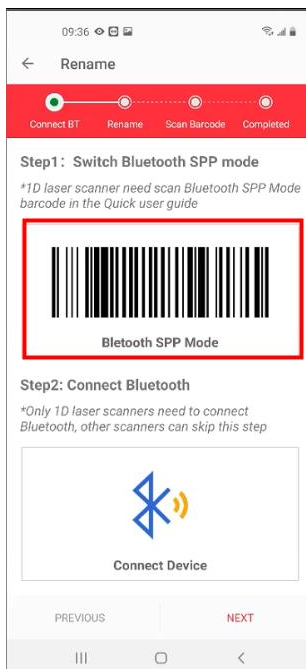 09:36
Rename
Connect BT Rename Scan Barcode Completed
Step1: Switch Bluetooth SPP mode
*1D laser scanner need scan Bluetooth SPP Mode
barcode in the Quick user guide
Bletooth SPP Mode
Step2: Connect Bluetooth
*Only 1D laser scanners need to connect
Bluetooth, other scanners can skip this step
Connect Device
PREVIOUS NEXT